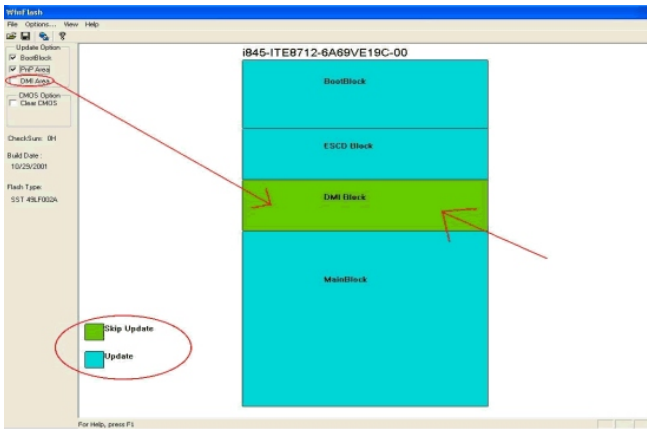 WinFlash
File Options... View Help
Update Option
BootBlock
PnP Area
DMI Area
CMOS Option
Clear CMOS
CheckSum: 0H
Build Date :
10/29/2001
Flash Type:
SST 49LF002A
i845-ITE8712-6A69VE19C-00
BootBlock
ESCD Block
DMI Block
MainBlock
Skip Update
Update
For Help, press F1